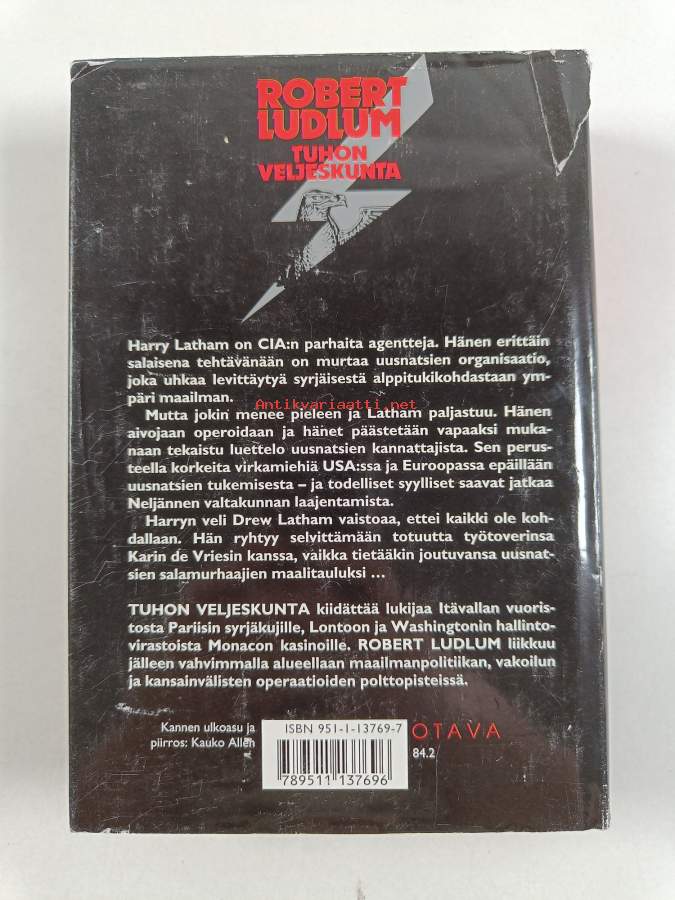 ROBERT
LUDLUM
TUHON
VELJESKUNTA
Harry Latham on CIA:n parhaita agentteja. Hänen erittäin
salaisena tehtävänään on murtaa uusnatsien organisaatio,
joka uhkaa levittäytyä syrjäisestä alppitukikohdastaan ym-
päri maailman.
Antikvariaatti.net
Mutta jokin menee pieleen ja Latham paljastuu. Hänen
aivojaan operoidaan ja hänet päästetään vapaaksi muka-
naan tekaistu luettelo uusnatsien kannattajista. Sen perus-
teella korkeita virkamiehiä USA:ssa ja Euroopassa epäillään
uusnatsien tukemisesta – ja todelliset syylliset saavat jatkaa
Neljännen valtakunnan laajentamista.
Harryn veli Drew Latham vaistoaa, ettei kaikki ole koh-
dallaan. Hän ryhtyy selvittämään totuutta työtoverinsa
Karin de Vriesin kanssa, vaikka tietääkin joutuvansa uusnat-
sien salamurhaajien maalitauluksi ...
TUHON VELJESKUNTA kiidättää lukijaa Itävallan vuoris-
tosta Pariisin syrjäkujille, Lontoon ja Washingtonin hallinto-
virastoista Monacon kasinoille. ROBERT LUDLUM liikkuu
jälleen vahvimmalla alueellaan maailmanpolitiikan, vakoilun
ja kansainvälisten operaatioiden polttopisteissä.
Kannen ulkoasu ja
piirros: Kauko Allén
ISBN 951-1-13769-7
789511137696
OTAVA
84.2